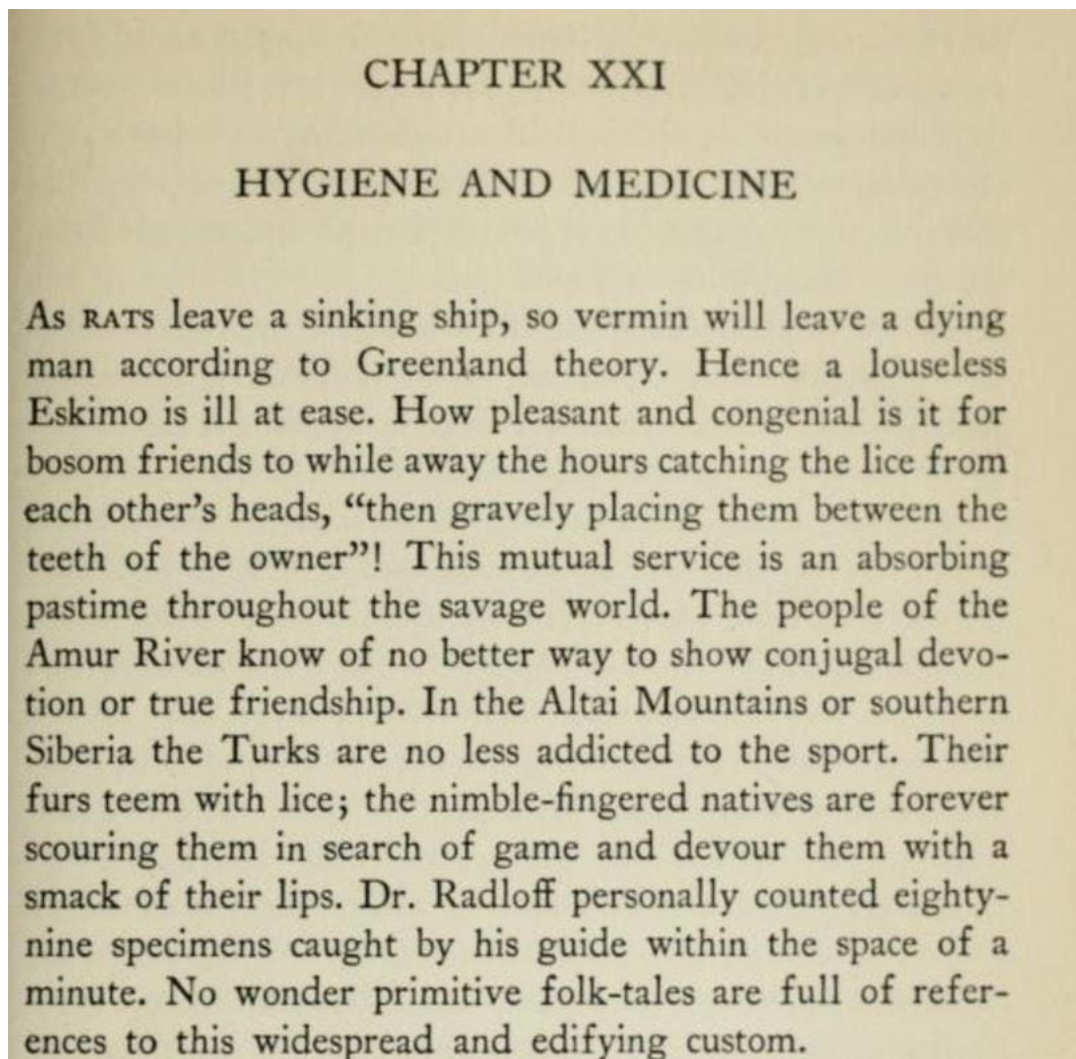 CHAPTER XXI
HYGIENE AND MEDICINE
As RATS leave a sinking ship, so vermin will leave a dying
man according to Greenland theory. Hence a louseless
Eskimo is ill at ease. How pleasant and congenial is it for
bosom friends to while away the hours catching the lice from
each other's heads, “then gravely placing them between the
teeth of the owner”! This mutual service is an absorbing
pastime throughout the savage world. The people of the
Amur River know of no better way to show conjugal devo-
tion or true friendship. In the Altai Mountains or southern
Siberia the Turks are no less addicted to the sport. Their
furs teem with lice; the nimble-fingered natives are forever
scouring them in search of game and devour them with a
smack of their lips. Dr. Radloff personally counted eighty-
nine specimens caught by his guide within the space of a
minute. No wonder primitive folk-tales are full of refer-
ences to this widespread and edifying custom.